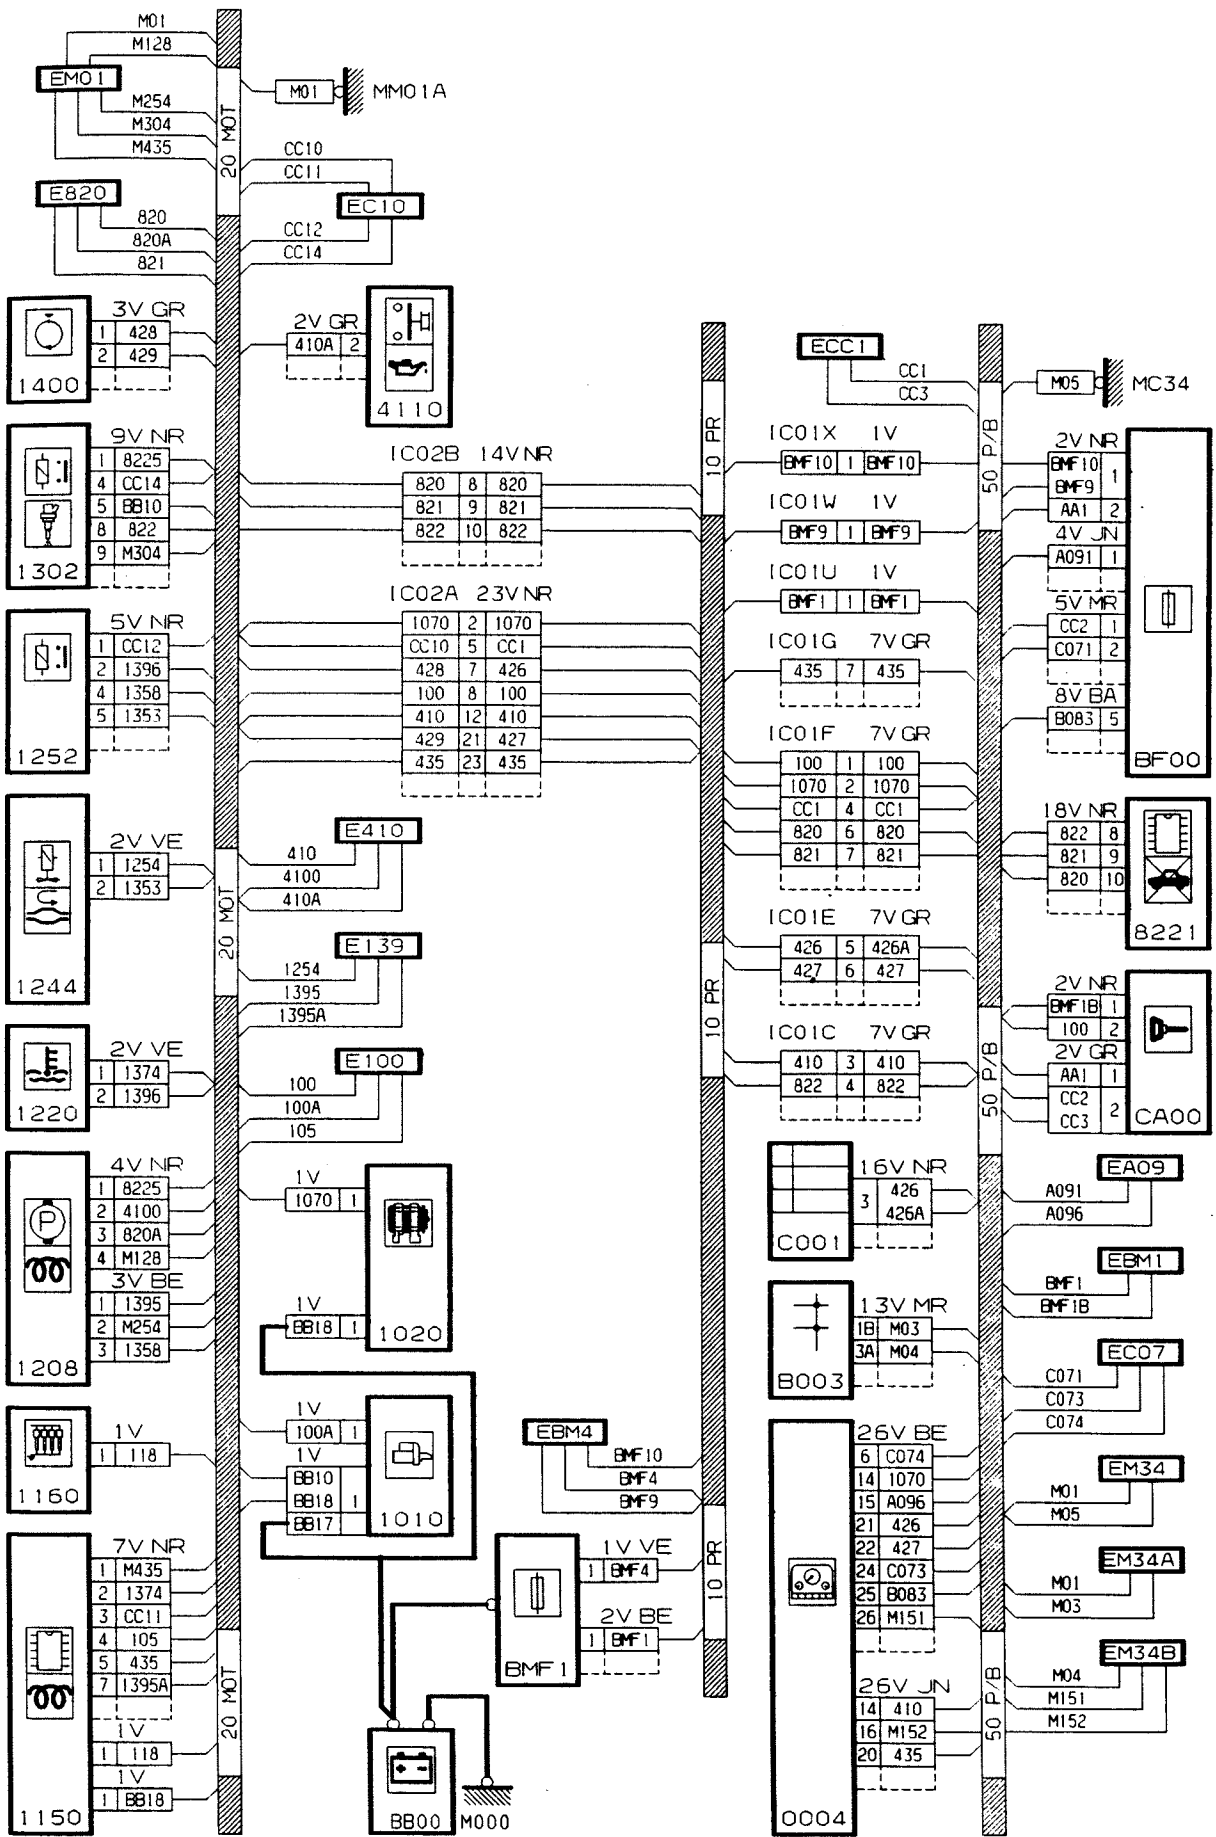 M01
M128
EM01
M254
M304
M435
20 MOT
M01
MM01A
CC10
CC11
EC10
CC12
CC14
E820
820
820A
821
3V GR
1 428
2 429
1400
2V GR
410A 2
4110
9V NR
1 8225
4 CC14
5 BB10
8 822
9 M304
1302
IC02B 14V NR
820 8 820
821 9 821
822 10 822
5V NR
1 CC12
2 1396
4 1358
5 1353
1252
IC02A 23V NR
1070 2 1070
CC10 5 CC1
428 7 426
100 8 100
410 12 410
429 21 427
435 23 435
2V VE
1 1254
2 1353
1244
20 MOT
E410
410
4100
410A
E139
1254
1395
1395A
2V VE
1 1374
2 1396
1220
E100
100
100A
105
4V NR
1 8225
2 4100
3 820A
4 M128
3V BE
1 1395
2 M254
3 1358
1208
1V
1070 1
1V
BB18 1
1020
1V
1 118
1160
1V
100A 1
1V
BB10
BB18 1
BB17
1010
7V NR
1 M435
2 1374
3 CC11
4 105
5 435
7 1395A
1V
1 118
1V
1 BB18
1150
20 MOT
EBM4
BMF10
BMF4
BMF9
1V VE
1 BMF4
2V BE
1 BMF1
BMF1
BB00
M000
10 PR
10 PR
10 PR
ECC1
CC1
CC3
50 P/B
M05
MC34
IC01X 1V
BMF10 1 BMF10
IC01W 1V
BMF9 1 BMF9
IC01U 1V
BMF1 1 BMF1
IC01G 7V GR
435 7 435
IC01F 7V GR
100 1 100
1070 2 1070
CC1 4 CC1
820 6 820
821 7 821
IC01E 7V GR
426 5 426A
427 6 427
IC01C 7V GR
410 3 410
822 4 822
16V NR
3 426
426A
C001
13V MR
1B M03
3A M04
B003
26V BE
6 C074
14 1070
15 A096
21 426
22 427
24 C073
25 B083
26 M151
26V JN
14 410
16 M152
20 435
0004
2V NR
BMF10 1
BMF9
AA1 2
4V JN
A091 1
5V MR
CC2 1
C071 2
8V BA
B083 5
BF00
18V NR
822 8
821 9
820 10
8221
50 P/B
2V NR
BMF1B 1
100 2
2V GR
AA1 1
CC2
CC3 2
CA00
EA09
A091
A096
EBM1
BMF1
BMF1B
EC07
C071
C073
C074
EM34
M01
M05
EM34A
M01
M03
50 P/B
EM34B
M04
M151
M152